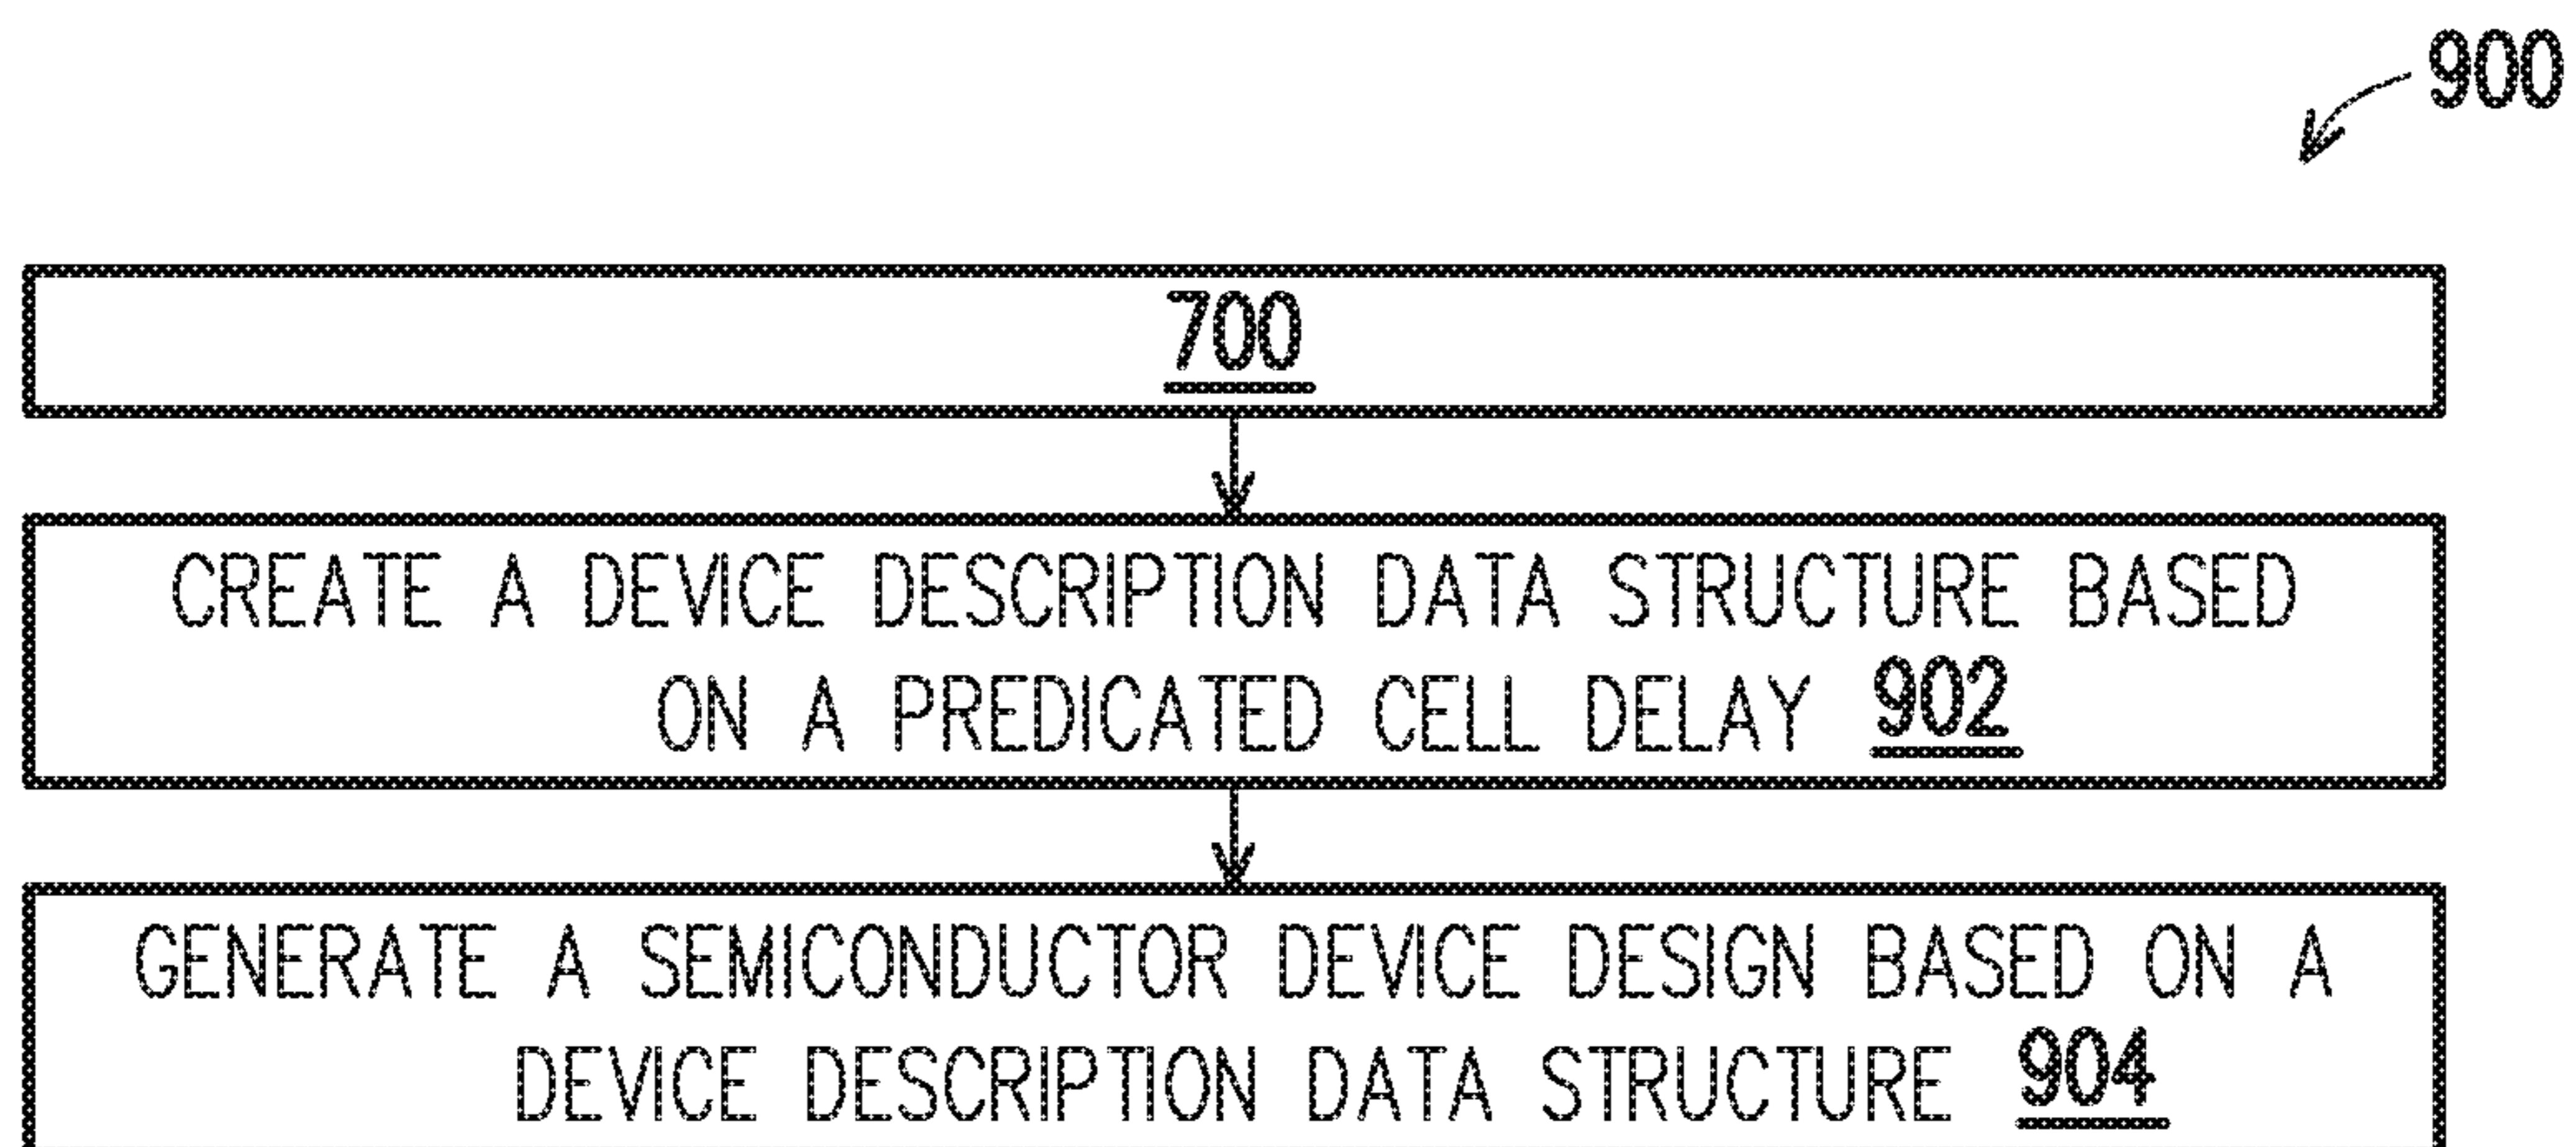 900
700
CREATE A DEVICE DESCRIPTION DATA STRUCTURE BASED
ON A PREDICATED CELL DELAY 902
GENERATE A SEMICONDUCTOR DEVICE DESIGN BASED ON A
DEVICE DESCRIPTION DATA STRUCTURE 904